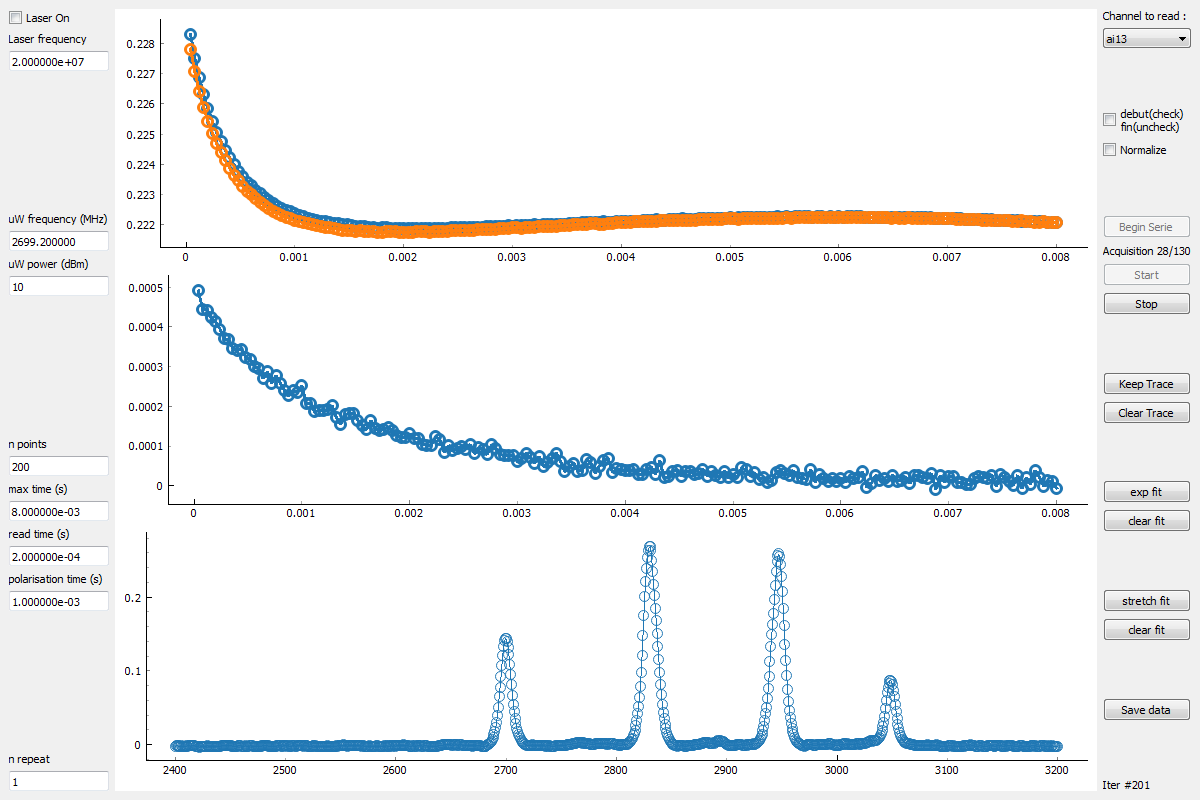 Laser On
Laser frequency
2.000000e+07
uW frequency (MHz)
2699.200000
uW power (dBm)
10
n points
200
max time (s)
8.000000e-03
read time (s)
2.000000e-04
polarisation time (s)
1.000000e-03
n repeat
1
0.228
0.227
0.226
0.225
0.224
0.223
0.222
0 0.001 0.002 0.003 0.004 0.005 0.006 0.007 0.008
0.0005
0.0004
0.0003
0.0002
0.0001
0
0 0.001 0.002 0.003 0.004 0.005 0.006 0.007 0.008
0.2
0.1
0
2400 2500 2600 2700 2800 2900 3000 3100 3200
Channel to read :
ai13
debut(check)
fin(uncheck)
Normalize
Begin Serie
Acquisition 28/130
Start
Stop
Keep Trace
Clear Trace
exp fit
clear fit
stretch fit
clear fit
Save data
Iter #201